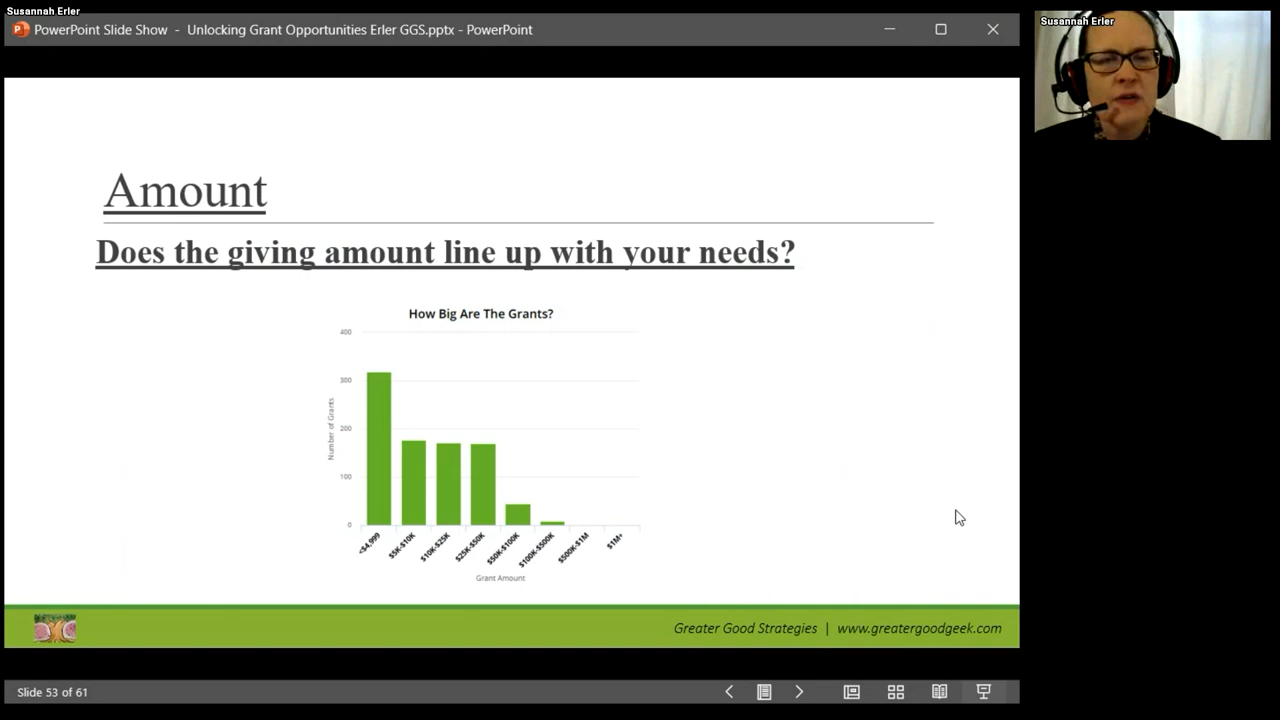 Susannah Erler
PowerPoint Slide Show - Unlocking Grant Opportunities Erler GGS.pptx - PowerPoint
Susannah Erler
Amount
Does the giving amount line up with your needs?
How Big Are The Grants?
400
300
200
100
0
Number of Grants
<$4,999
$5K-$10K
$10K-$25K
$25K-$50K
$50K-$100K
$100K-$500K
$500K-$1M
$1M+
Grant Amount
Greater Good Strategies | www.greatergoodgeek.com
Slide 53 of 61